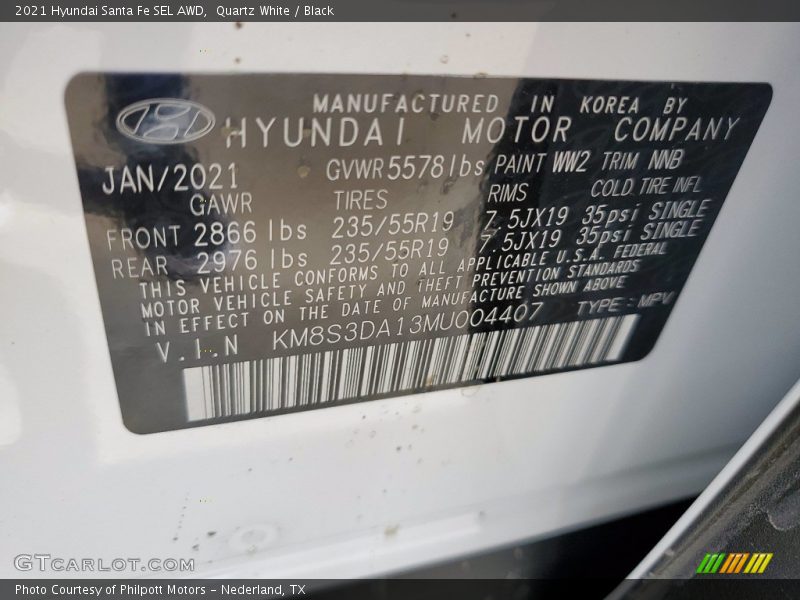 2021 Hyundai Santa Fe SEL AWD,  Quartz White / Black
MANUFACTURED IN KOREA BY
HYUNDAI MOTOR COMPANY
JAN/2021 GVWR 5578 lbs PAINT WW2 TRIM NNB
GAWR TIRES RIMS COLD TIRE INFL
FRONT 2866 lbs 235/55R19 7.5JX19 35psi SINGLE
REAR 2976 lbs 235/55R19 7.5JX19 35psi SINGLE
THIS VEHICLE CONFORMS TO ALL APPLICABLE U.S.A. FEDERAL
MOTOR VEHICLE SAFETY AND THEFT PREVENTION STANDARDS
IN EFFECT ON THE DATE OF MANUFACTURE SHOWN ABOVE
V.I.N KM8S3DA13MU004407 TYPE : MPV
GTcarlot.com
Photo Courtesy of Philpott Motors - Nederland, TX